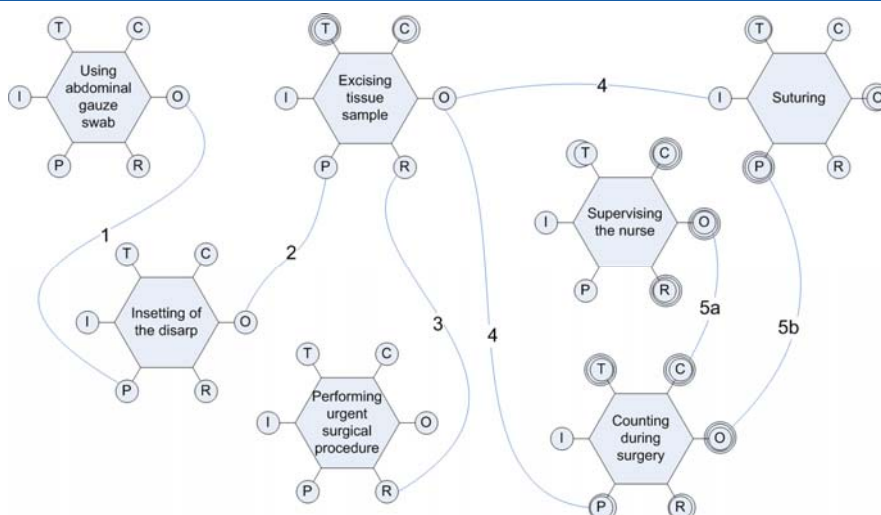 T
C
Using
abdominal
gauze
swab
I
O
P
R
T
C
Excising
tissue
sample
I
O
P
R
4
T
C
Suturing
I
O
P
R
T
C
Supervising
the nurse
I
O
P
R
1
2
T
C
Insetting of
the disarp
I
O
P
R
3
4
5a
5b
T
C
Performing
urgent
surgical
procedure
I
O
P
R
T
C
Counting
during
surgery
I
O
P
R